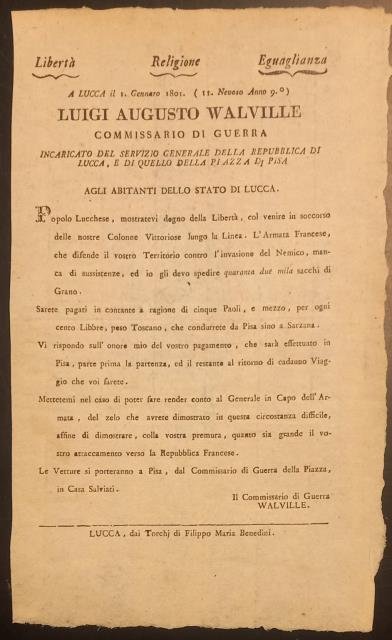 Libertà Religione Eguaglianza
A LUCCA il 1. Gennaro 1801. ( 11. Nevoso Anno 9.º)
LUIGI AUGUSTO WALVILLE
COMMISSARIO DI GUERRA
INCARICATO DEL SERVIZIO GENERALE DELLA REPUBBLICA DI
LUCCA, E DI QUELLO DELLA PIAZZA DI PISA
AGLI ABITANTI DELLO STATO DI LUCCA.
Popolo Lucchese, mostratevi degno della Libertà, col venire in soccorso
delle nostre Colonne Vittoriose lungo la Linea. L'Armata Francese,
che difende il vostro Territorio contro l'invasione del Nemico, man-
ca di sussistenze, ed io gli devo spedire quaranta due mila sacchi di
Grano.
Sarete pagati in contante a ragione di cinque Paoli, e mezzo, per ogni
cento Libbre, peso Toscano, che condurrete da Pisa sino a Sarzana.
Vi rispondo sull'onore mio del vostro pagamento, che sarà effettuato in
Pisa, parte prima la partenza, ed il restante al ritorno di cadauno Viag-
gio che voi farete.
Mettetemi nel caso di poter fare render conto al Generale in Capo dell'Ar-
mata, del zelo che avrete dimostrato in questa circostanza difficile,
affine di dimostrare, colla vostra premura, quanto sia grande il vo-
stro attaccamento verso la Repubblica Francese.
Le Vetture si porteranno a Pisa, dal Commissario di Guerra della Piazza,
in Casa Salviati.
Il Commissario di Guerra
WALVILLE.
LUCCA, dai Torchj di Filippo Maria Benedini.